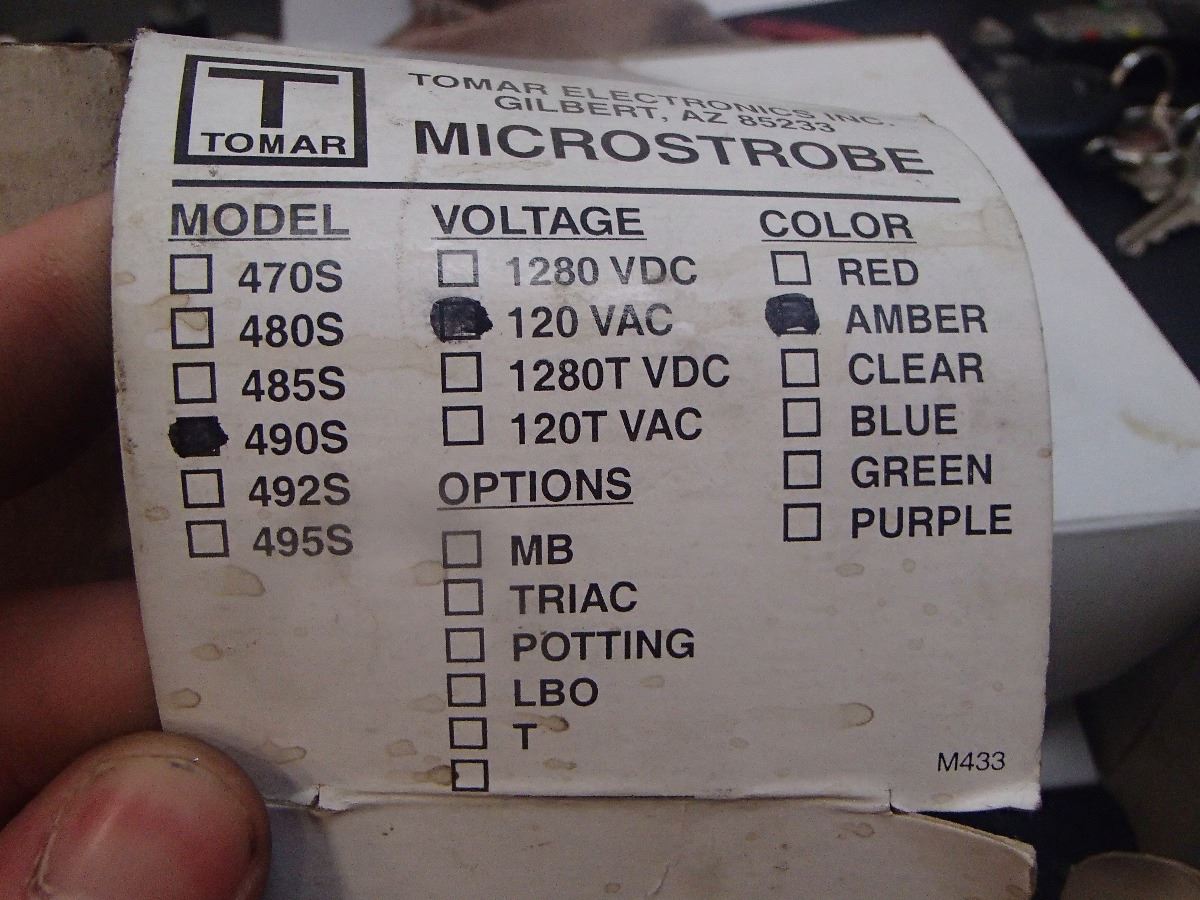 T
TOMAR
TOMAR ELECTRONICS INC.
GILBERT, AZ 85233
MICROSTROBE
MODEL
470S
480S
485S
490S
492S
495S
VOLTAGE
1280 VDC
120 VAC
1280T VDC
120T VAC
OPTIONS
MB
TRIAC
POTTING
LBO
T
COLOR
RED
AMBER
CLEAR
BLUE
GREEN
PURPLE
M433